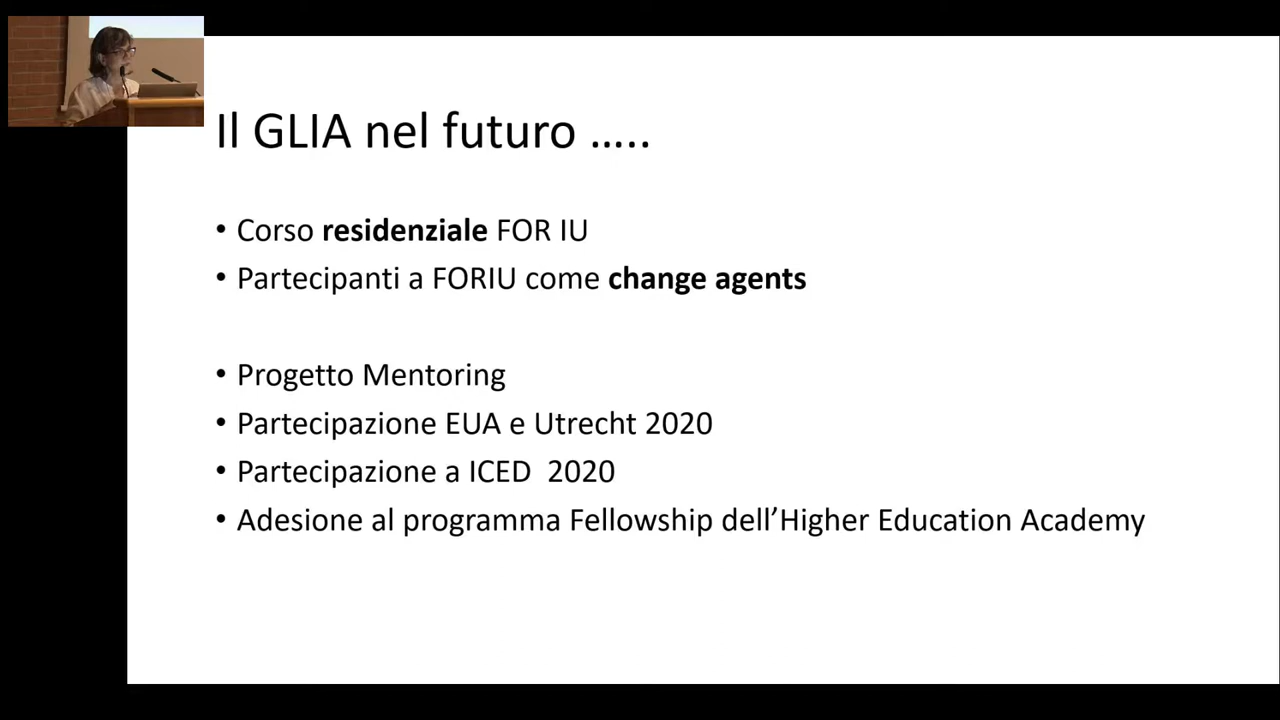 Il GLIA nel futuro …..
• Corso residenziale FOR IU
• Partecipanti a FORIU come change agents
• Progetto Mentoring
• Partecipazione EUA e Utrecht 2020
• Partecipazione a ICED  2020
• Adesione al programma Fellowship dell’Higher Education Academy